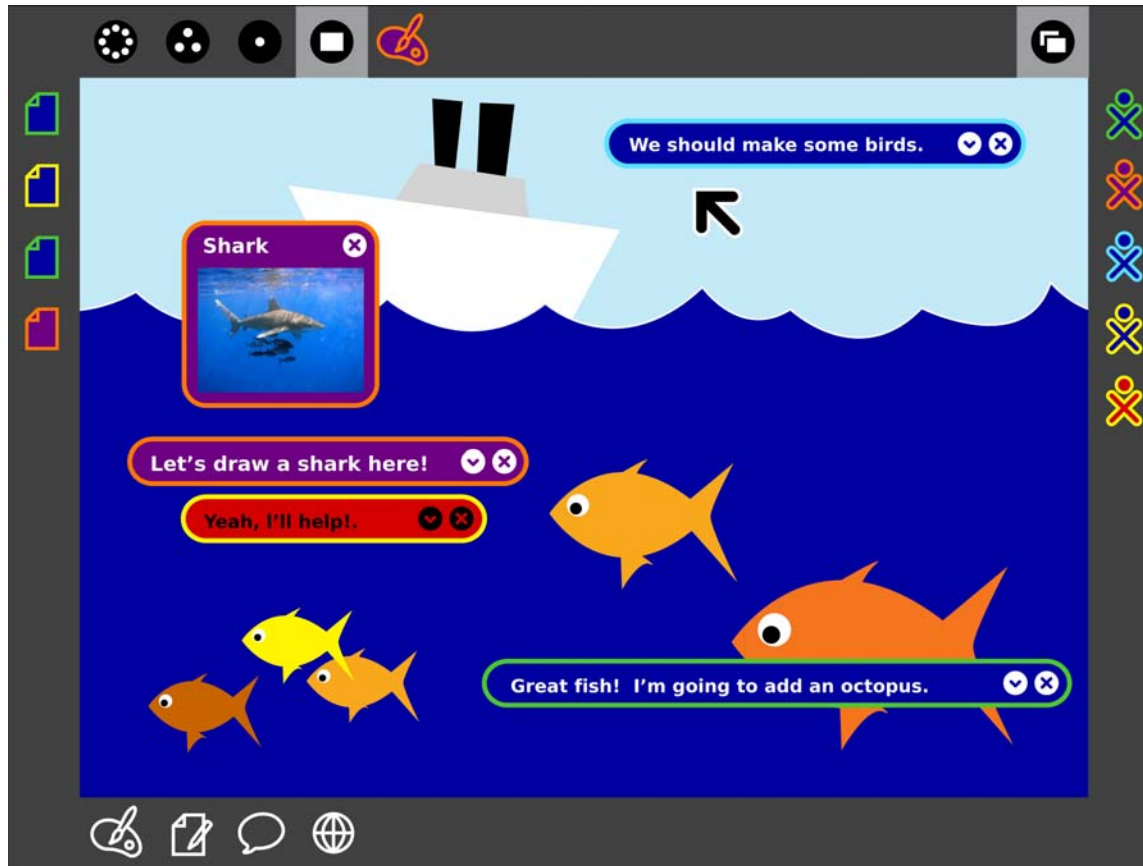 We should make some birds.
Shark
Let's draw a shark here!
Yeah, I'll help!.
Great fish!  I'm going to add an octopus.